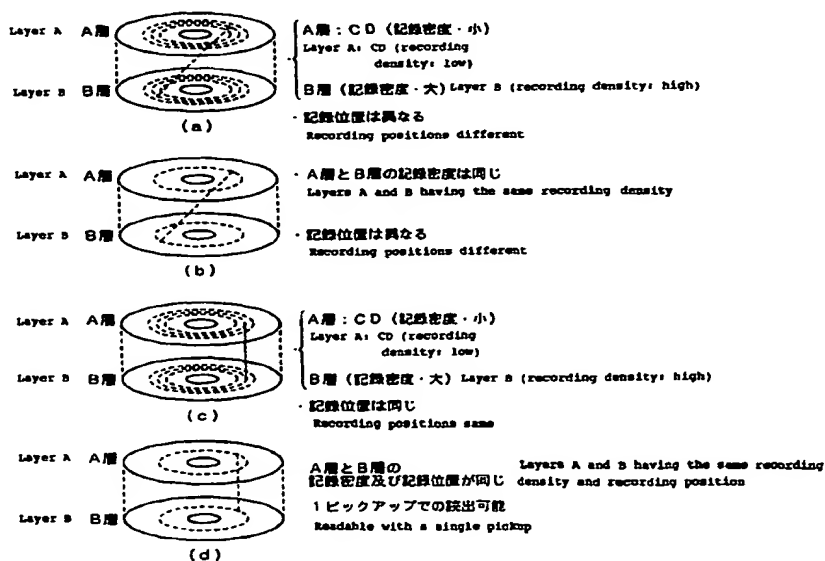 Layer A A層
A層：CD（記録密度・小）
Layer A: CD (recording
density: low)
Layer B B層
B層（記録密度・大）Layer B (recording density: high)
(a)
・記録位置は異なる
Recording positions different
Layer A A層
・A層とB層の記録密度は同じ
Layers A and B having the same recording density
Layer B B層
・記録位置は異なる
Recording positions different
(b)
Layer A A層
A層：CD（記録密度・小）
Layer A: CD (recording
density: low)
Layer B B層
B層（記録密度・大）Layer B (recording density: high)
(c)
・記録位置は同じ
Recording positions same
Layer A A層
A層とB層の
記録密度及び記録位置が同じ
Layers A and B having the same recording
density and recording position
Layer B B層
1ピックアップでの読出可能
Readable with a single pickup
(d)